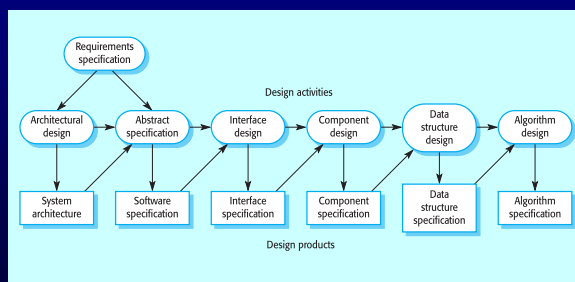 Requirements
specification
Design activities
Architectural
design
Abstract
specification
Interface
design
Component
design
Data
structure
design
Algorithm
design
System
architecture
Software
specification
Interface
specification
Component
specification
Data
structure
specification
Algorithm
specification
Design products